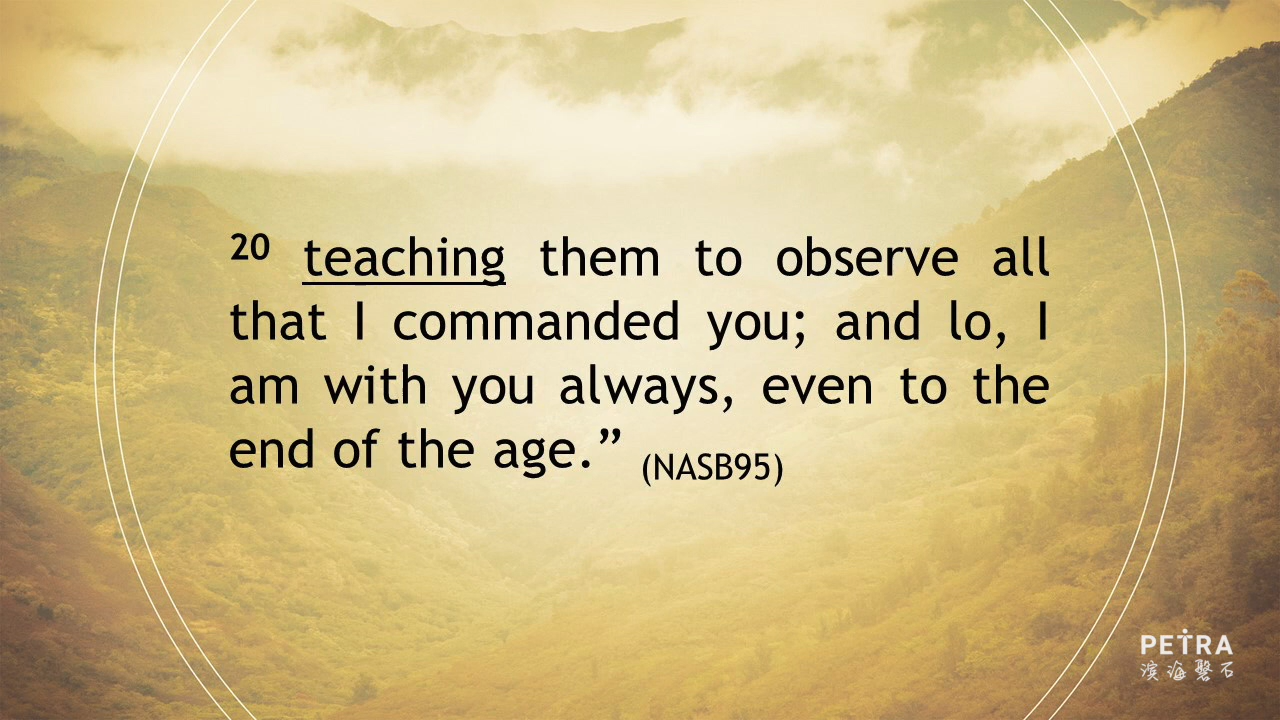 20 teaching them to observe all
that I commanded you; and lo, I
am with you always, even to the
end of the age.” (NASB95)
PETRA
滨海磐石